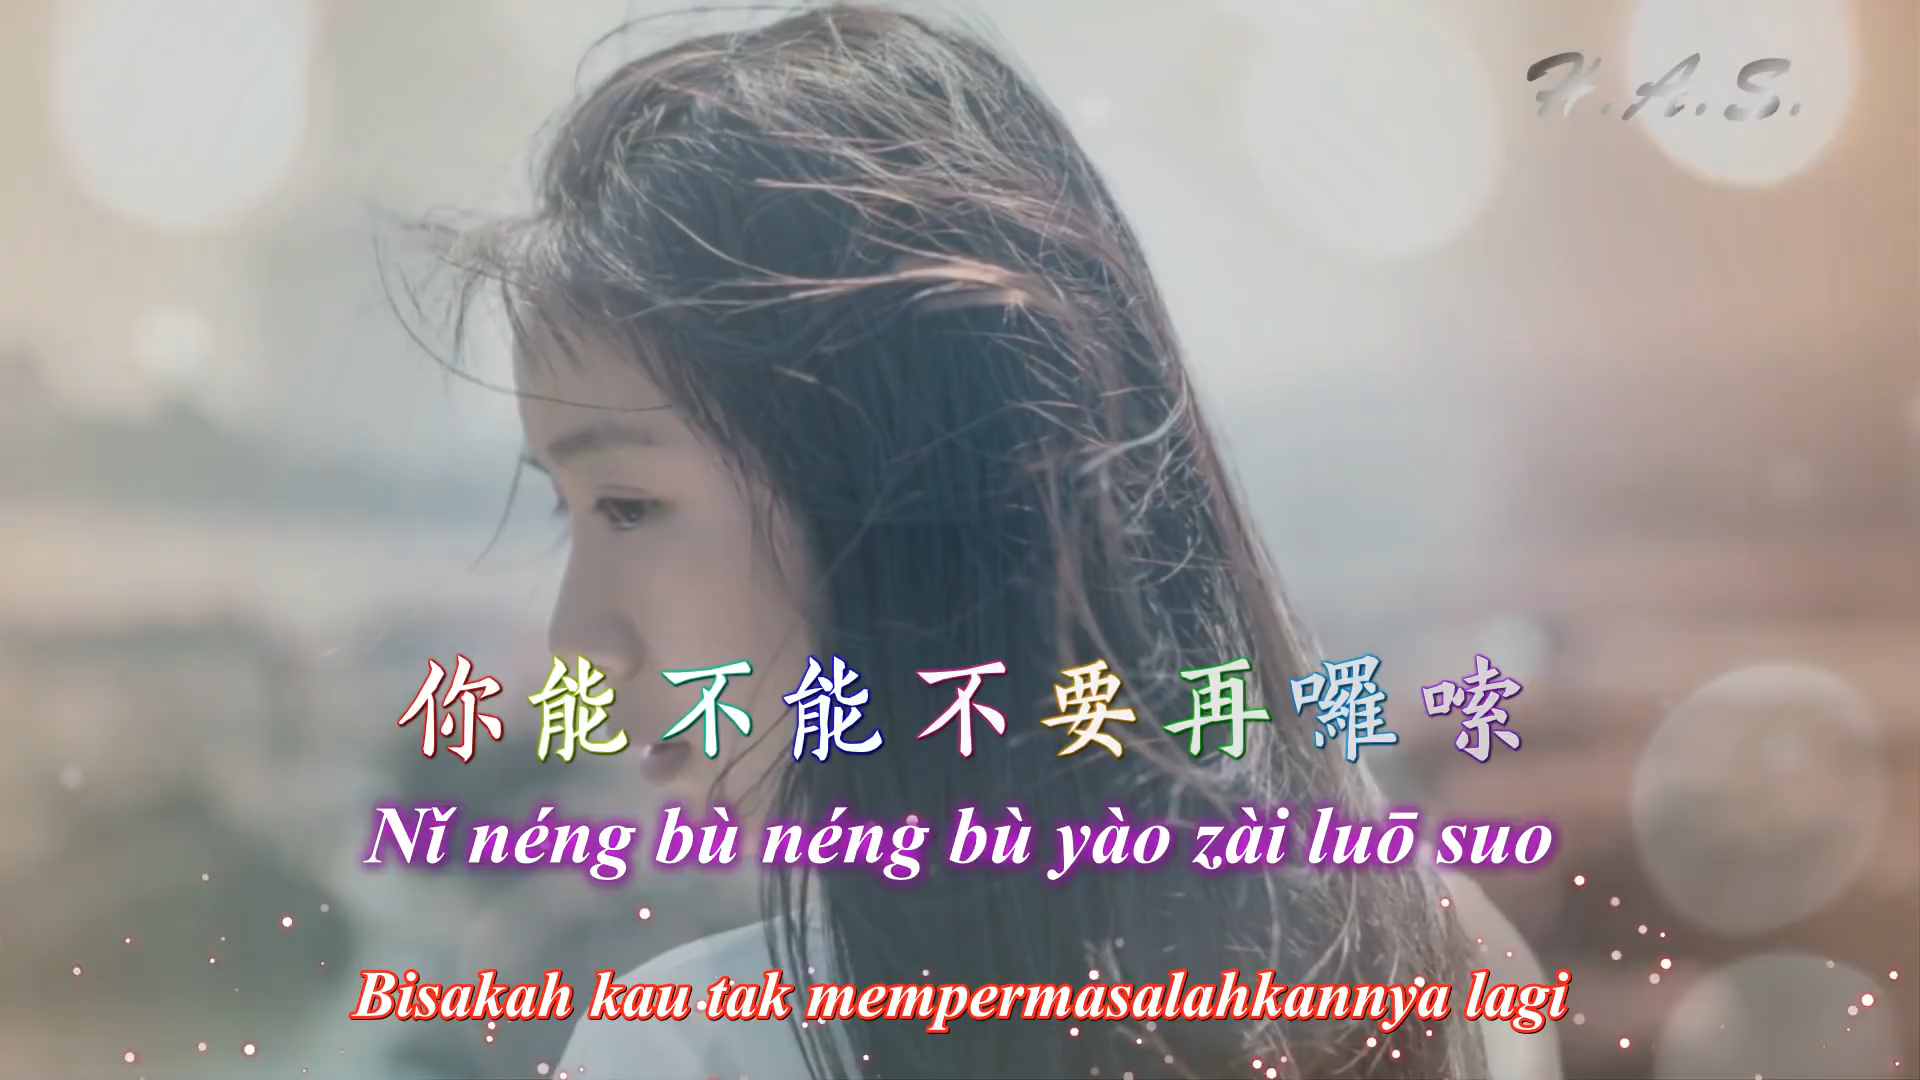 H.A.S.
你能不能不要再囉嗦
Nǐ néng bù néng bù yào zài luō suo
Bisakah kau tak mempermasalahkannya lagi